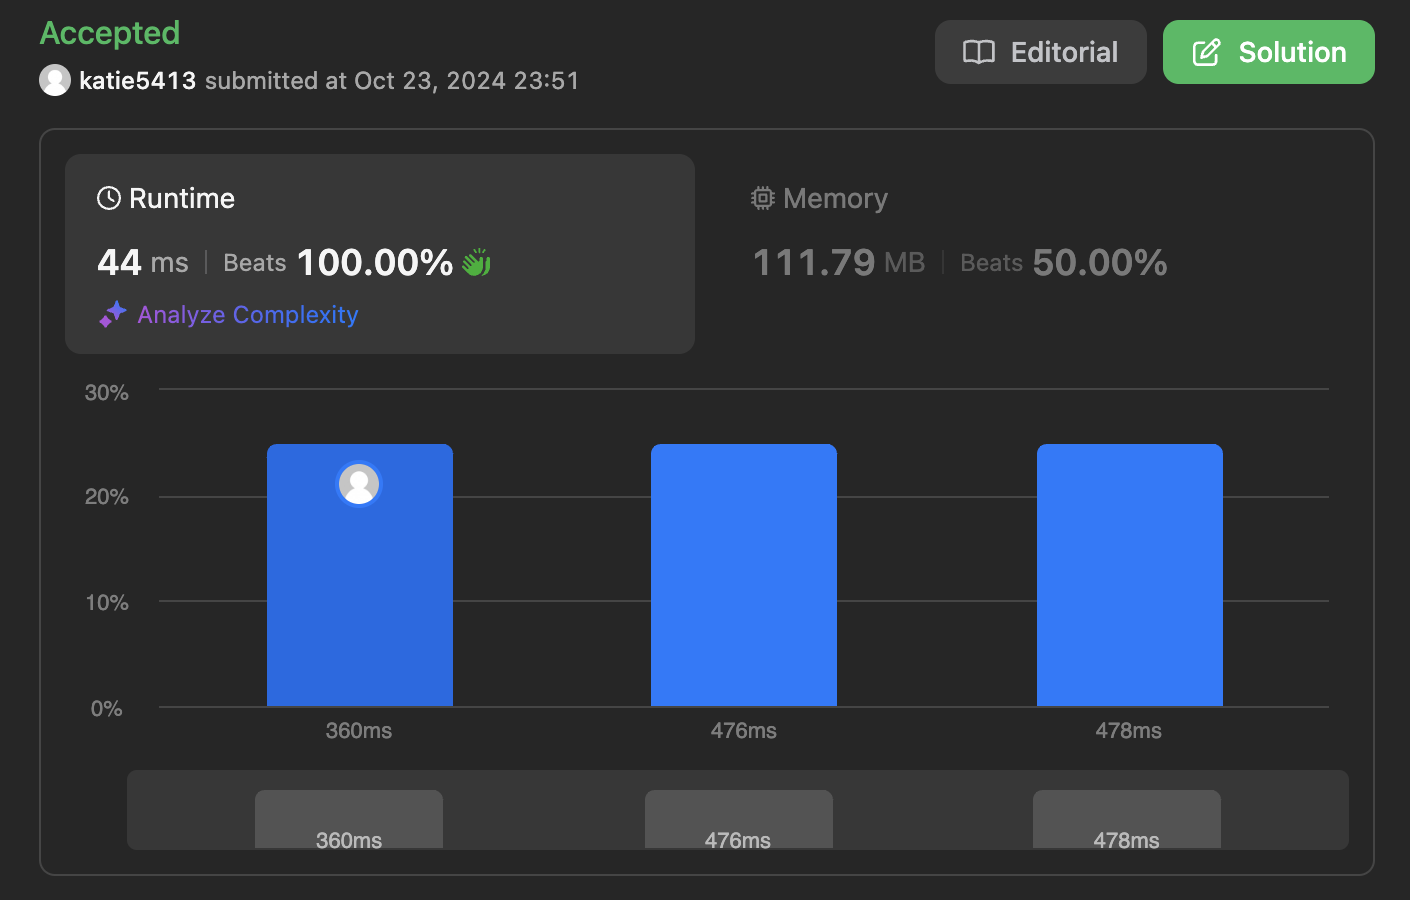 Accepted
katie5413 submitted at Oct 23, 2024 23:51
Editorial
Solution
Runtime
44 ms | Beats 100.00%
Analyze Complexity
Memory
111.79 MB | Beats 50.00%
30%
20%
10%
0%
360ms 476ms 478ms
360ms 476ms 478ms